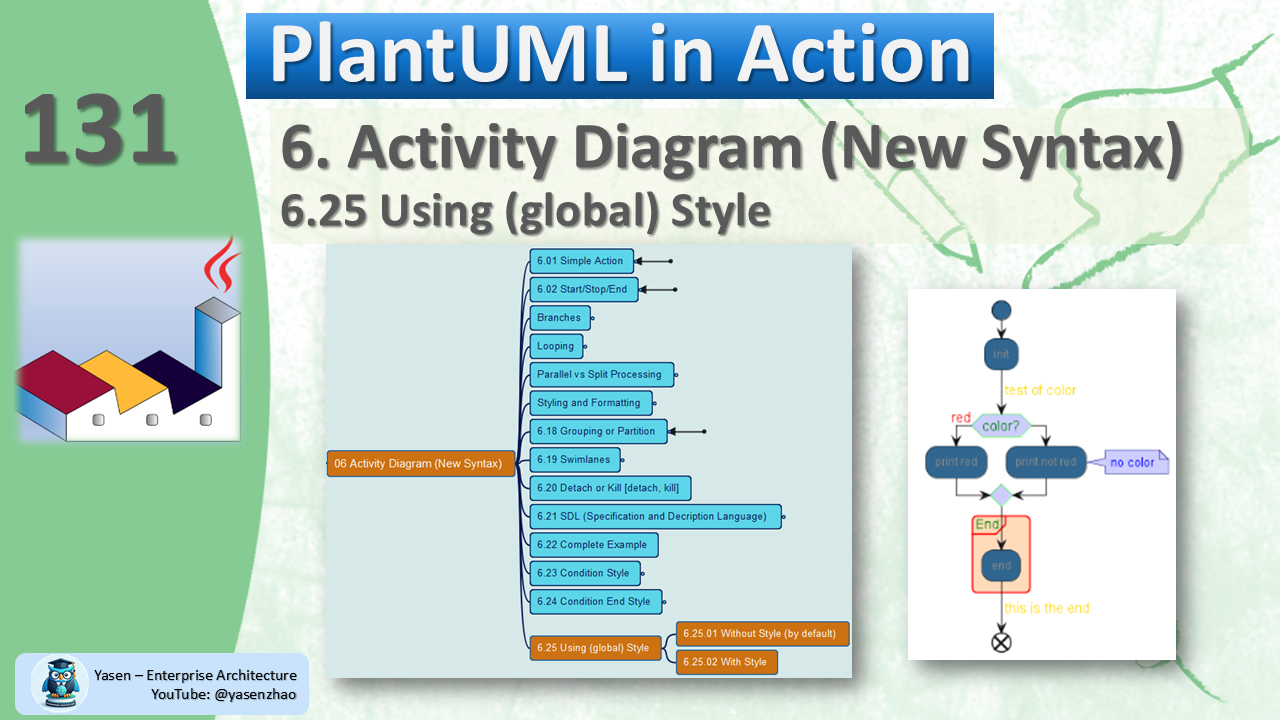 PlantUML in Action
131
6. Activity Diagram (New Syntax)
6.25 Using (global) Style
06 Activity Diagram (New Syntax)
6.01 Simple Action
6.02 Start/Stop/End
Branches
Looping
Parallel vs Split Processing
Styling and Formatting
6.18 Grouping or Partition
6.19 Swimlanes
6.20 Detach or Kill [detach, kill]
6.21 SDL (Specification and Decription Language)
6.22 Complete Example
6.23 Condition Style
6.24 Condition End Style
6.25 Using (global) Style
6.25.01 Without Style (by default)
6.25.02 With Style
init
test of color
red
color?
print red
print not red
no color
End
end
this is the end
Yasen – Enterprise Architecture
YouTube: @yasenzhao